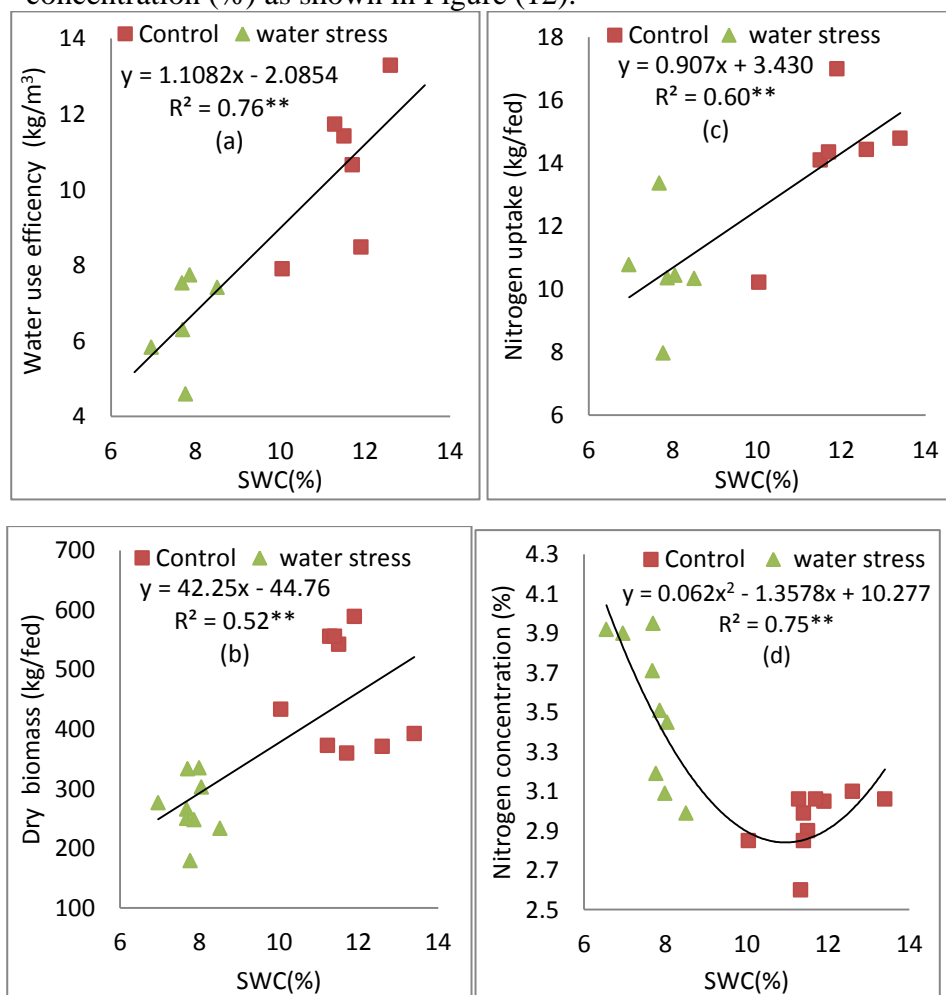 concentration (%) as shown in Figure (12).
Control water stress
y = 1.1082x - 2.0854
R² = 0.76**
(a)
14
12
10
8
6
4
Water use efficency (kg/m³)
6 8 10 12 14
SWC(%)
Control water stress
y = 0.907x + 3.430
R² = 0.60**
(c)
18
16
14
12
10
8
6
Nitrogen uptake (kg/fed)
6 8 10 12 14
SWC(%)
Control water stress
y = 42.25x - 44.76
R² = 0.52**
(b)
700
600
500
400
300
200
100
Dry biomass (kg/fed)
6 8 10 12 14
SWC(%)
Control water stress
y = 0.062x² - 1.3578x + 10.277
R² = 0.75**
(d)
4.3
4.1
3.9
3.7
3.5
3.3
3.1
2.9
2.7
2.5
Nitrogen concentration (%)
6 8 10 12 14
SWC(%)